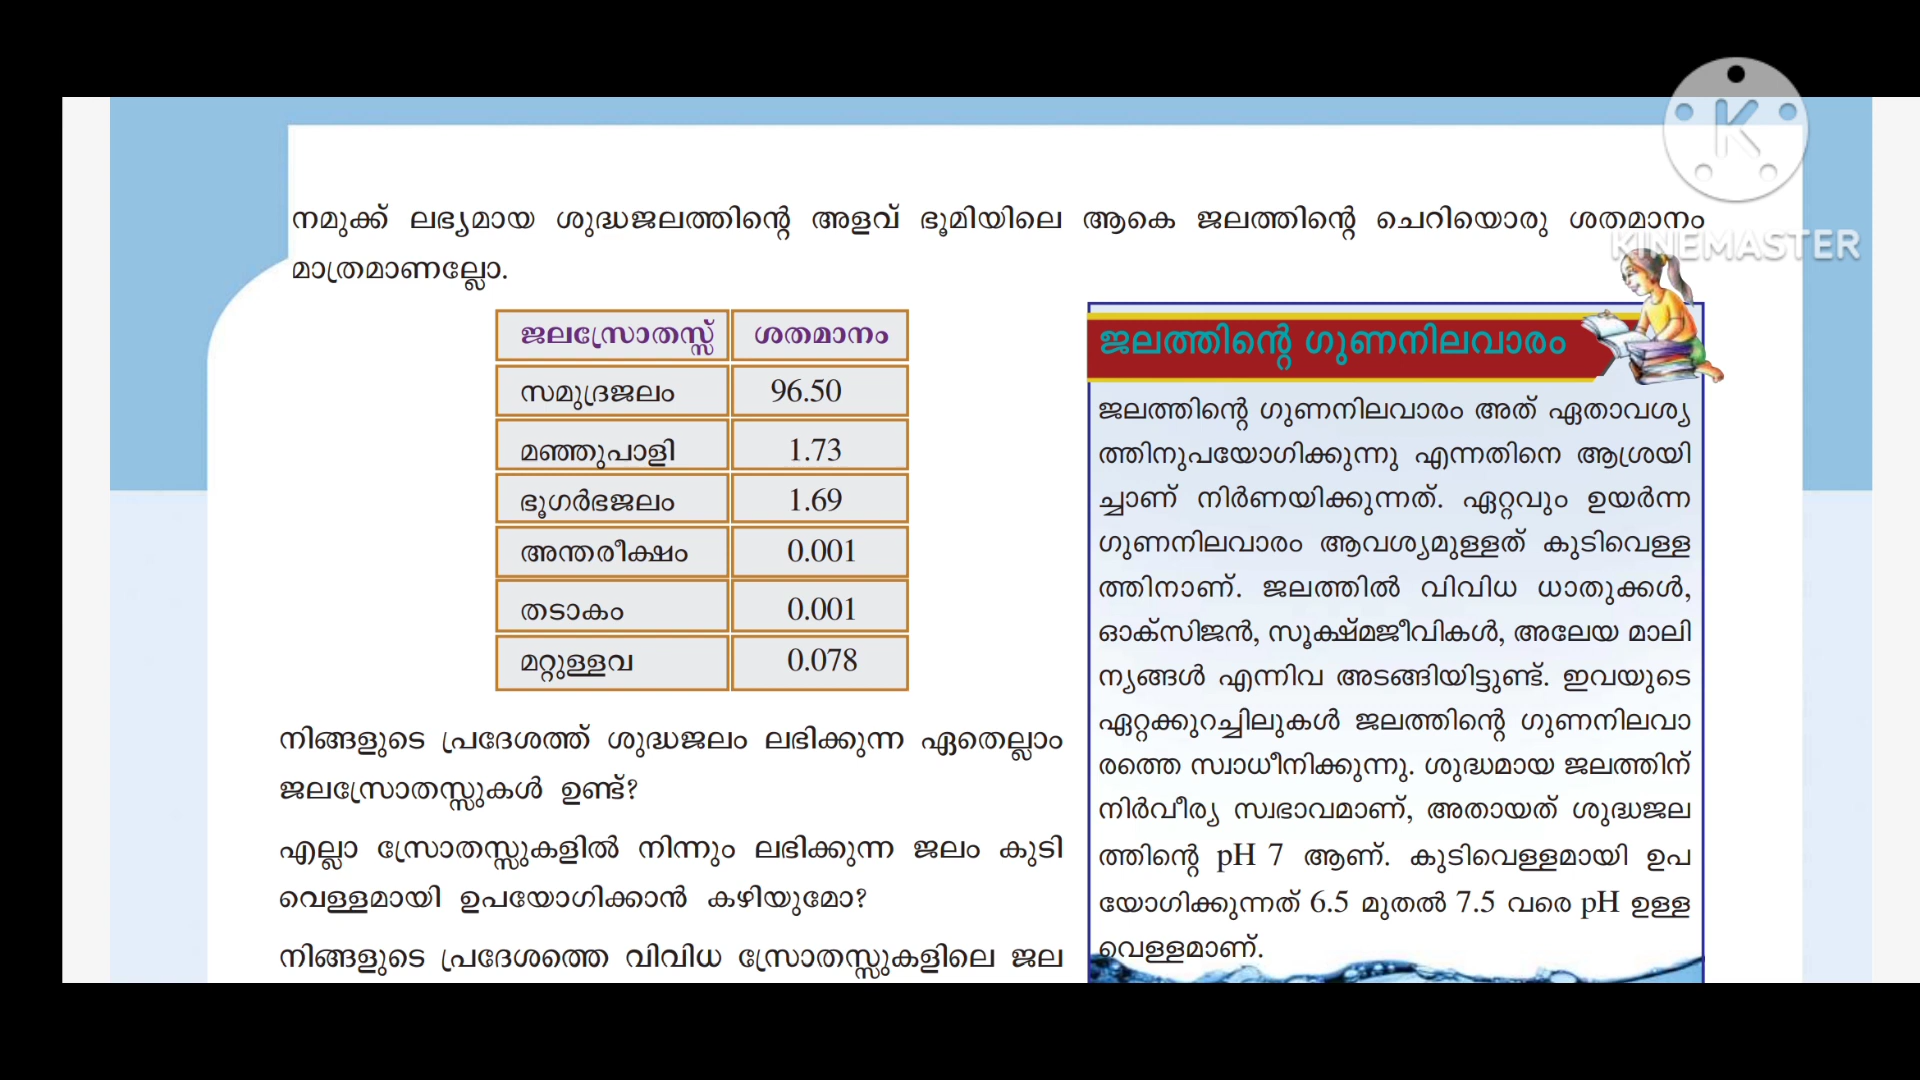 നമുക്ക് ലഭ്യമായ ശുദ്ധജലത്തിന്റെ അളവ് ഭൂമിയിലെ ആകെ ജലത്തിന്റെ ചെറിയൊരു ശതമാനം
മാത്രമാണല്ലോ.
KINEMASTER
ജലസ്രോതസ്സ് ശതമാനം
സമുദ്രജലം 96.50
മഞ്ഞുപാളി 1.73
ഭൂഗർഭജലം 1.69
അന്തരീക്ഷം 0.001
തടാകം 0.001
മറ്റുള്ളവ 0.078
നിങ്ങളുടെ പ്രദേശത്ത് ശുദ്ധജലം ലഭിക്കുന്ന ഏതെല്ലാം
ജലസ്രോതസ്സുകൾ ഉണ്ട്?
എല്ലാ സ്രോതസ്സുകളിൽ നിന്നും ലഭിക്കുന്ന ജലം കുടി
വെള്ളമായി ഉപയോഗിക്കാൻ കഴിയുമോ?
നിങ്ങളുടെ പ്രദേശത്തെ വിവിധ സ്രോതസ്സുകളിലെ ജല
ജലത്തിന്റെ ഗുണനിലവാരം
ജലത്തിന്റെ ഗുണനിലവാരം അത് ഏതാവശ്യ
ത്തിനുപയോഗിക്കുന്നു എന്നതിനെ ആശ്രയി
ച്ചാണ് നിർണയിക്കുന്നത്. ഏറ്റവും ഉയർന്ന
ഗുണനിലവാരം ആവശ്യമുള്ളത് കുടിവെള്ള
ത്തിനാണ്. ജലത്തിൽ വിവിധ ധാതുക്കൾ,
ഓക്സിജൻ, സൂക്ഷ്മജീവികൾ, അലേയ മാലി
ന്യങ്ങൾ എന്നിവ അടങ്ങിയിട്ടുണ്ട്. ഇവയുടെ
ഏറ്റക്കുറച്ചിലുകൾ ജലത്തിന്റെ ഗുണനിലവാ
രത്തെ സ്വാധീനിക്കുന്നു. ശുദ്ധമായ ജലത്തിന്
നിർവീര്യ സ്വഭാവമാണ്, അതായത് ശുദ്ധജല
ത്തിന്റെ pH 7 ആണ്. കുടിവെള്ളമായി ഉപ
യോഗിക്കുന്നത് 6.5 മുതൽ 7.5 വരെ pH ഉള്ള
വെള്ളമാണ്.